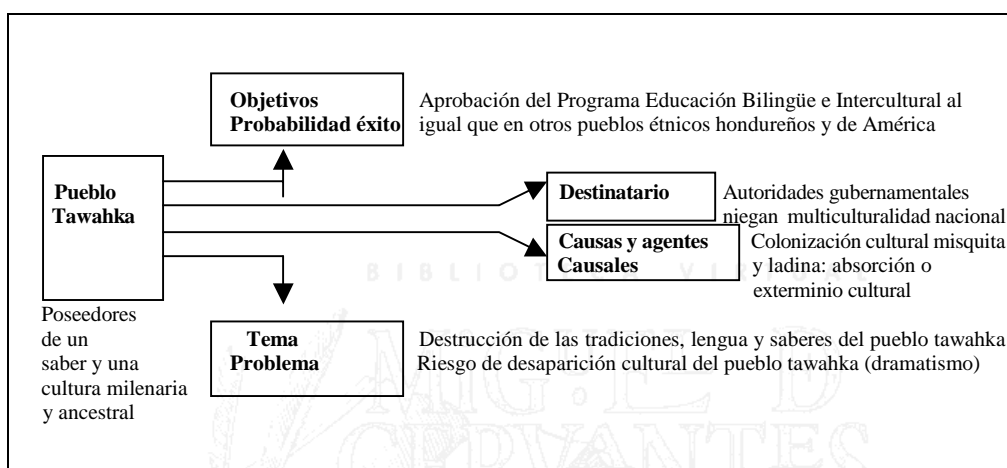 Objetivos
Probabilidad éxito
Aprobación del Programa Educación Bilingüe e Intercultural al
igual que en otros pueblos étnicos hondureños y de América
Pueblo
Tawahka
Poseedores
de un
saber y una
cultura milenaria
y ancestral
Destinatario
Autoridades gubernamentales
niegan multiculturalidad nacional
Causas y agentes
Causales
Colonización cultural misquita
y ladina: absorción o
exterminio cultural
Tema
Problema
Destrucción de las tradiciones, lengua y saberes del pueblo tawahka
Riesgo de desaparición cultural del pueblo tawahka (dramatismo)
CERVANTES